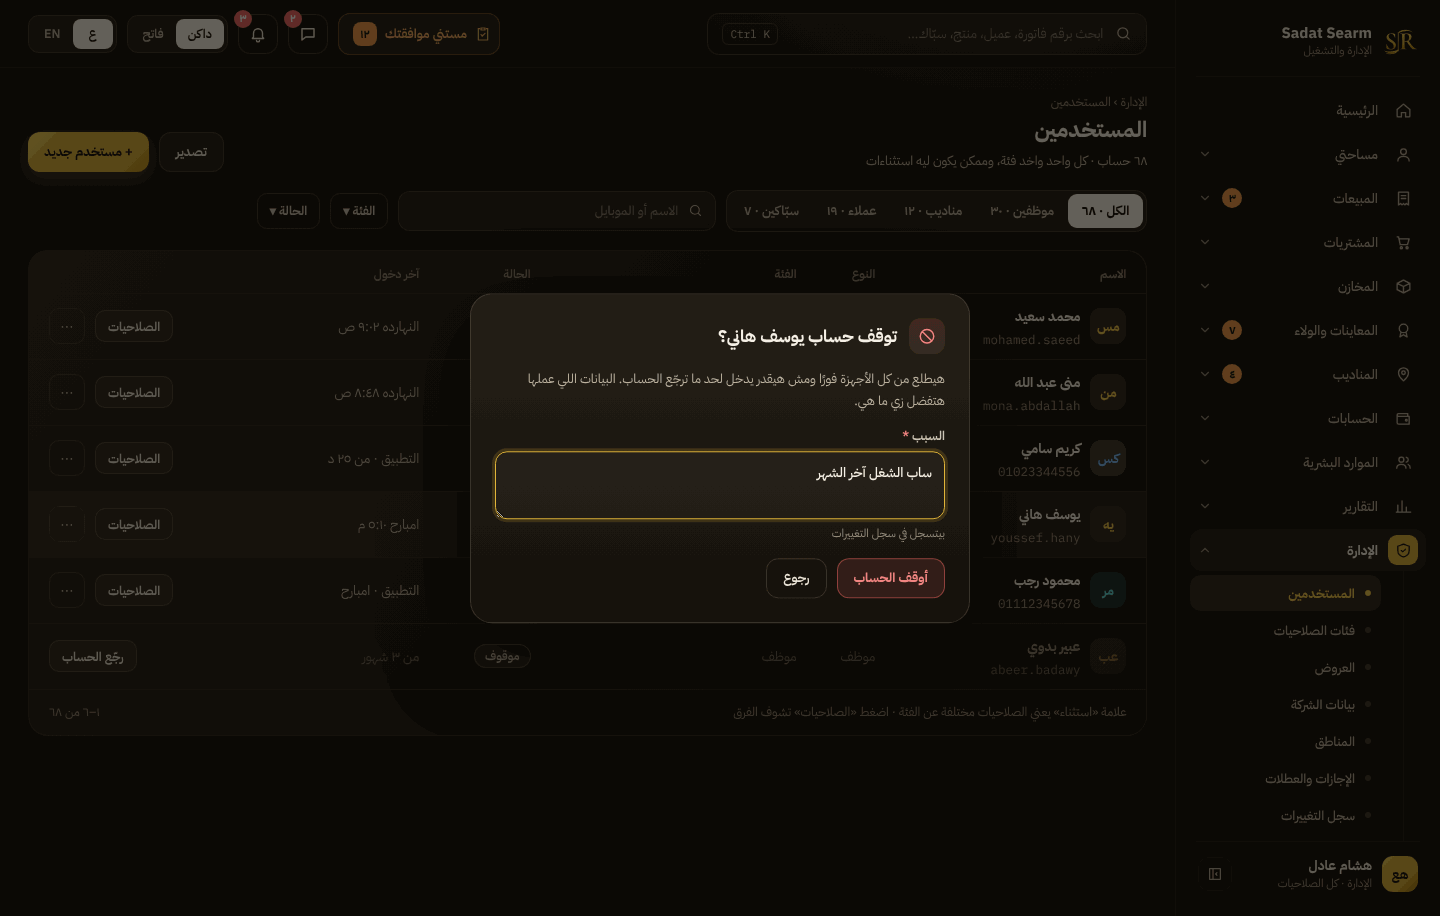 Sadat Searm
الإدارة والتشغيل
الرئيسية
مساحتي
المبيعات ٣
المشتريات
المخازن
المعاينات والولاء ٧
المناديب ٤
الحسابات
الموارد البشرية
التقارير
الإدارة
المستخدمين
فئات الصلاحيات
العروض
بيانات الشركة
المناطق
الإجازات والعطلات
سجل التغييرات
هشام عادل
الإدارة · كل الصلاحيات
هع
ابحث برقم فاتورة، عميل، منتج، سبّاك... Ctrl K
مستني موافقتك ١٢
٢
٣
داكن فاتح
ع EN
الإدارة › المستخدمين
المستخدمين
٦٨ حساب · كل واحد واخد فئة، وممكن يكون ليه استثناءات
تصدير
+ مستخدم جديد
الكل · ٦٨ موظفين · ٣٠ مناديب · ١٢ عملاء · ١٩ سبّاكين · ٧
الاسم أو الموبايل
الفئة ▾
الحالة ▾
الاسم النوع الفئة الحالة آخر دخول
مس محمد سعيد النهارده ٩:٠٢ ص الصلاحيات ···
mohamed.saeed
من منى عبد الله النهارده ٨:٤٨ ص الصلاحيات ···
mona.abdallah
كس كريم سامي التطبيق · من ٢٥ د الصلاحيات ···
01023344556
يه يوسف هاني امبارح ٥:١٠ م الصلاحيات ···
youssef.hany
مر محمود رجب التطبيق · امبارح الصلاحيات ···
01112345678
عب عبير بدوي موظف موظف موقوف من ٣ شهور رجّع الحساب
abeer.badawy
علامة «استثناء» يعني الصلاحيات مختلفة عن الفئة · اضغط «الصلاحيات» تشوف الفرق
١–٦ من ٦٨
توقف حساب يوسف هاني؟
هيطلع من كل الأجهزة فورًا ومش هيقدر يدخل لحد ما ترجّع الحساب. البيانات اللي عملها
هتفضل زي ما هي.
السبب *
ساب الشغل آخر الشهر
بيتسجل في سجل التغييرات
أوقف الحساب
رجوع